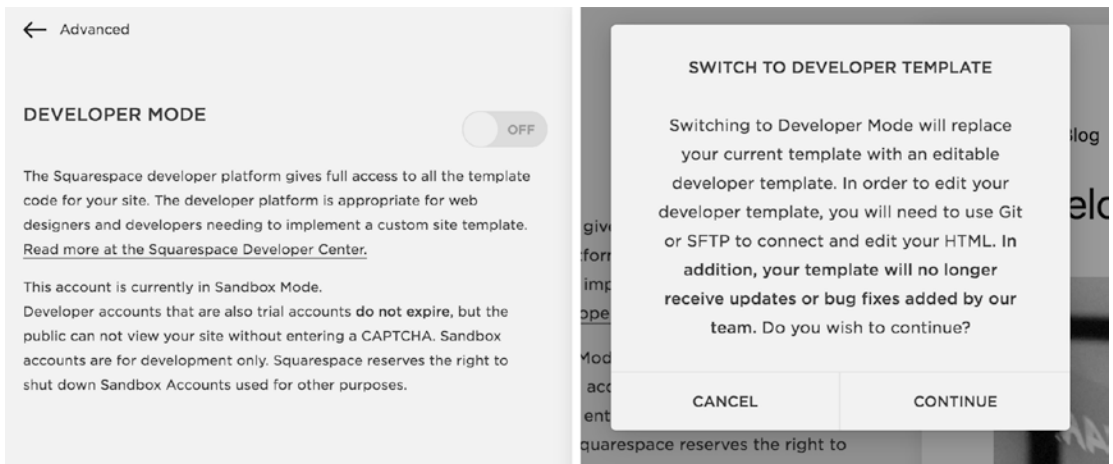 Advanced
DEVELOPER MODE
OFF
The Squarespace developer platform gives full access to all the template
code for your site. The developer platform is appropriate for web
designers and developers needing to implement a custom site template.
Read more at the Squarespace Developer Center.
This account is currently in Sandbox Mode.
Developer accounts that are also trial accounts do not expire, but the
public can not view your site without entering a CAPTCHA. Sandbox
accounts are for development only. Squarespace reserves the right to
shut down Sandbox Accounts used for other purposes.
SWITCH TO DEVELOPER TEMPLATE
Switching to Developer Mode will replace
your current template with an editable
developer template. In order to edit your
developer template, you will need to use Git
or SFTP to connect and edit your HTML. In
addition, your template will no longer
receive updates or bug fixes added by our
team. Do you wish to continue?
CANCEL
CONTINUE
quarespace reserves the right to